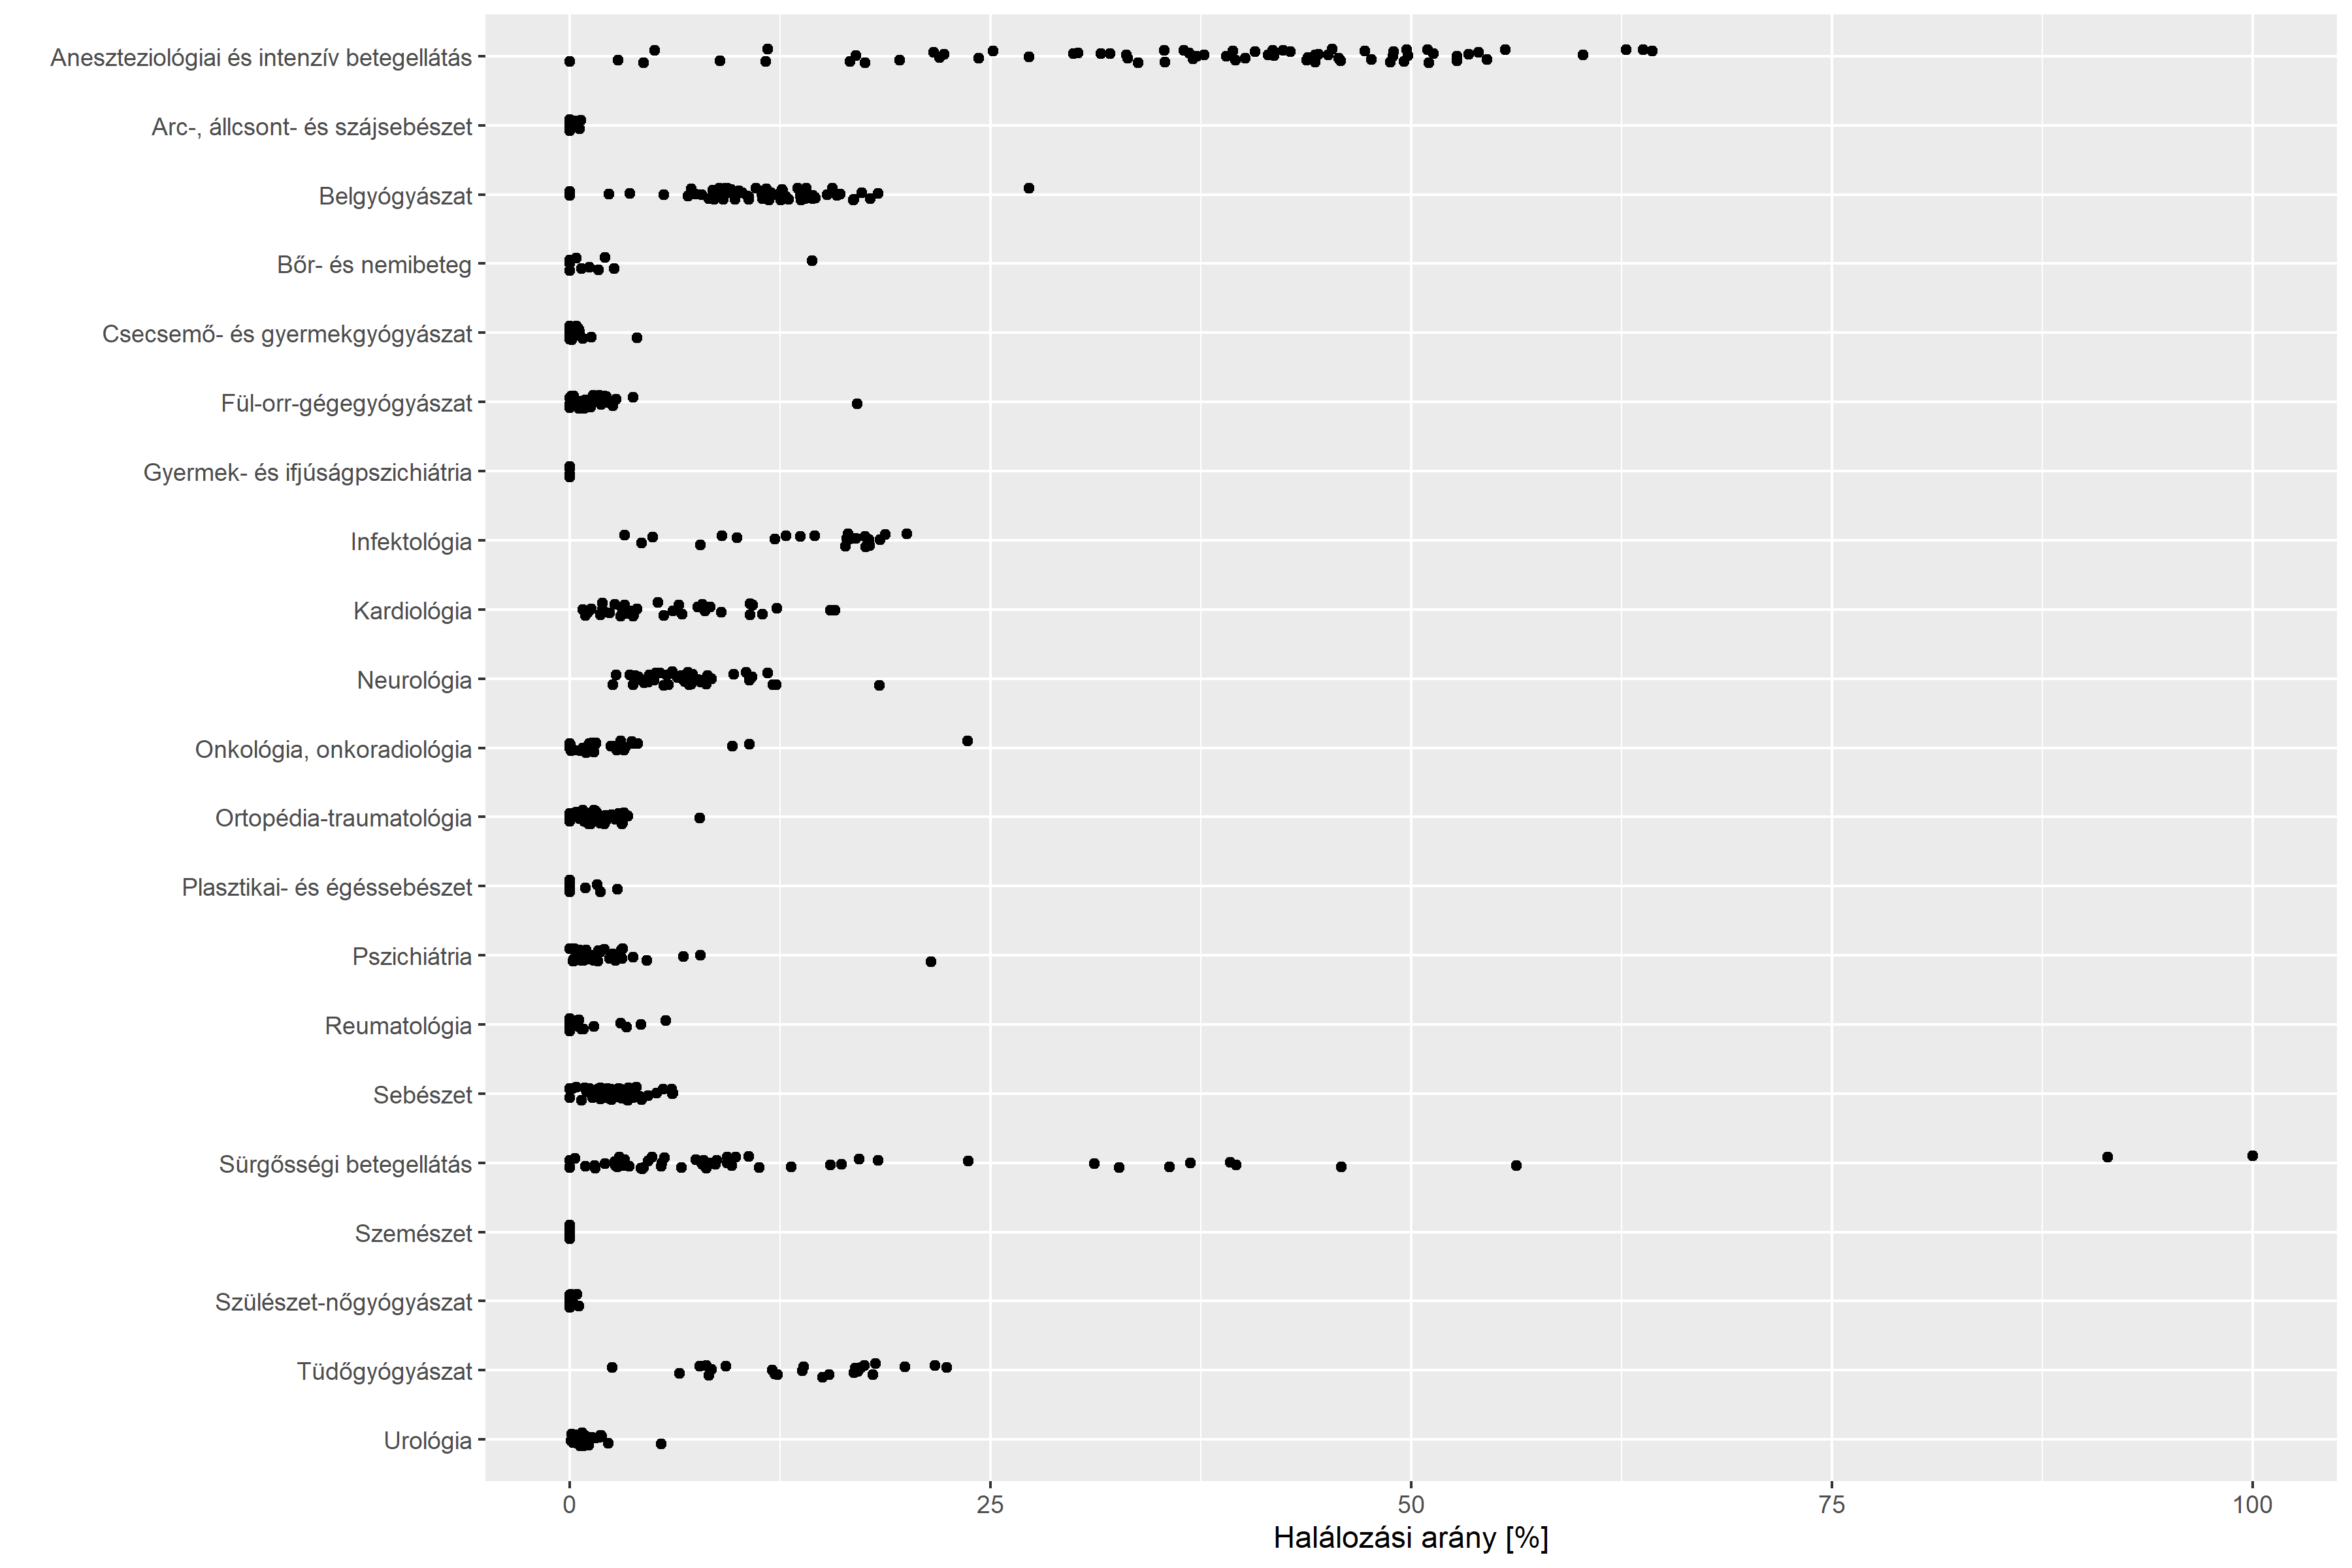 Aneszteziológiai és intenzív betegellátás
Arc-, állcsont- és szájsebészet
Belgyógyászat
Bőr- és nemibeteg
Csecsemő- és gyermekgyógyászat
Fül-orr-gégegyógyászat
Gyermek- és ifjúságpszichiátria
Infektológia
Kardiológia
Neurológia
Onkológia, onkoradiológia
Ortopédia-traumatológia
Plasztikai- és égéssebészet
Pszichiátria
Reumatológia
Sebészet
Sürgősségi betegellátás
Szemészet
Szülészet-nőgyógyászat
Tüdőgyógyászat
Urológia
0 25 50 75 100
Halálozási arány [%]